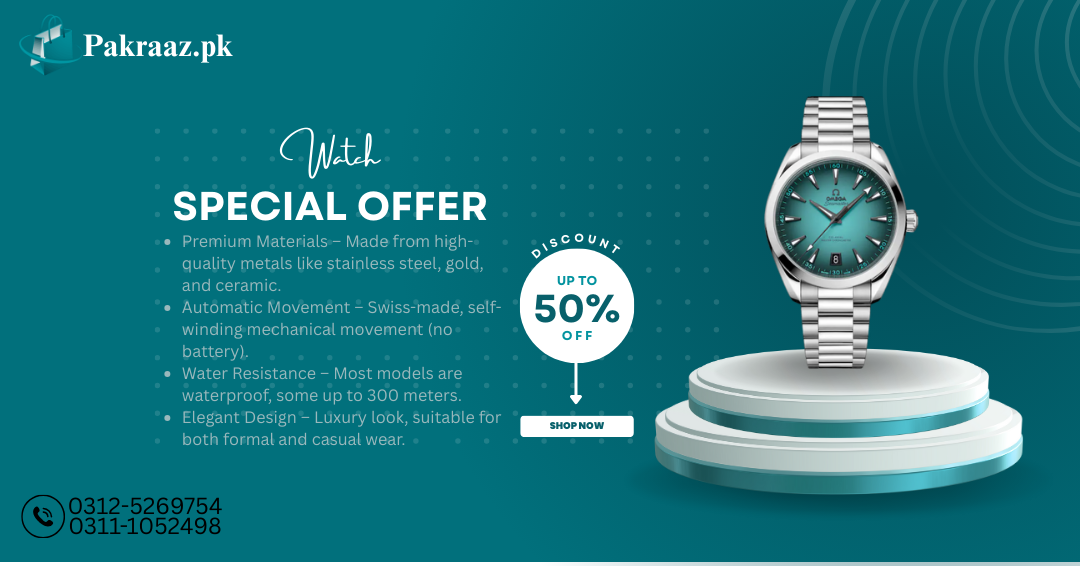 Pakraaz.pk
Watch
SPECIAL OFFER
• Premium Materials – Made from high-
quality metals like stainless steel, gold,
and ceramic.
• Automatic Movement – Swiss-made, self-
winding mechanical movement (no
battery).
• Water Resistance – Most models are
waterproof, some up to 300 meters.
• Elegant Design – Luxury look, suitable for
both formal and casual wear.
DISCOUNT
UP TO
50%
OFF
SHOP NOW
0312-5269754
0311-1052498
60
8